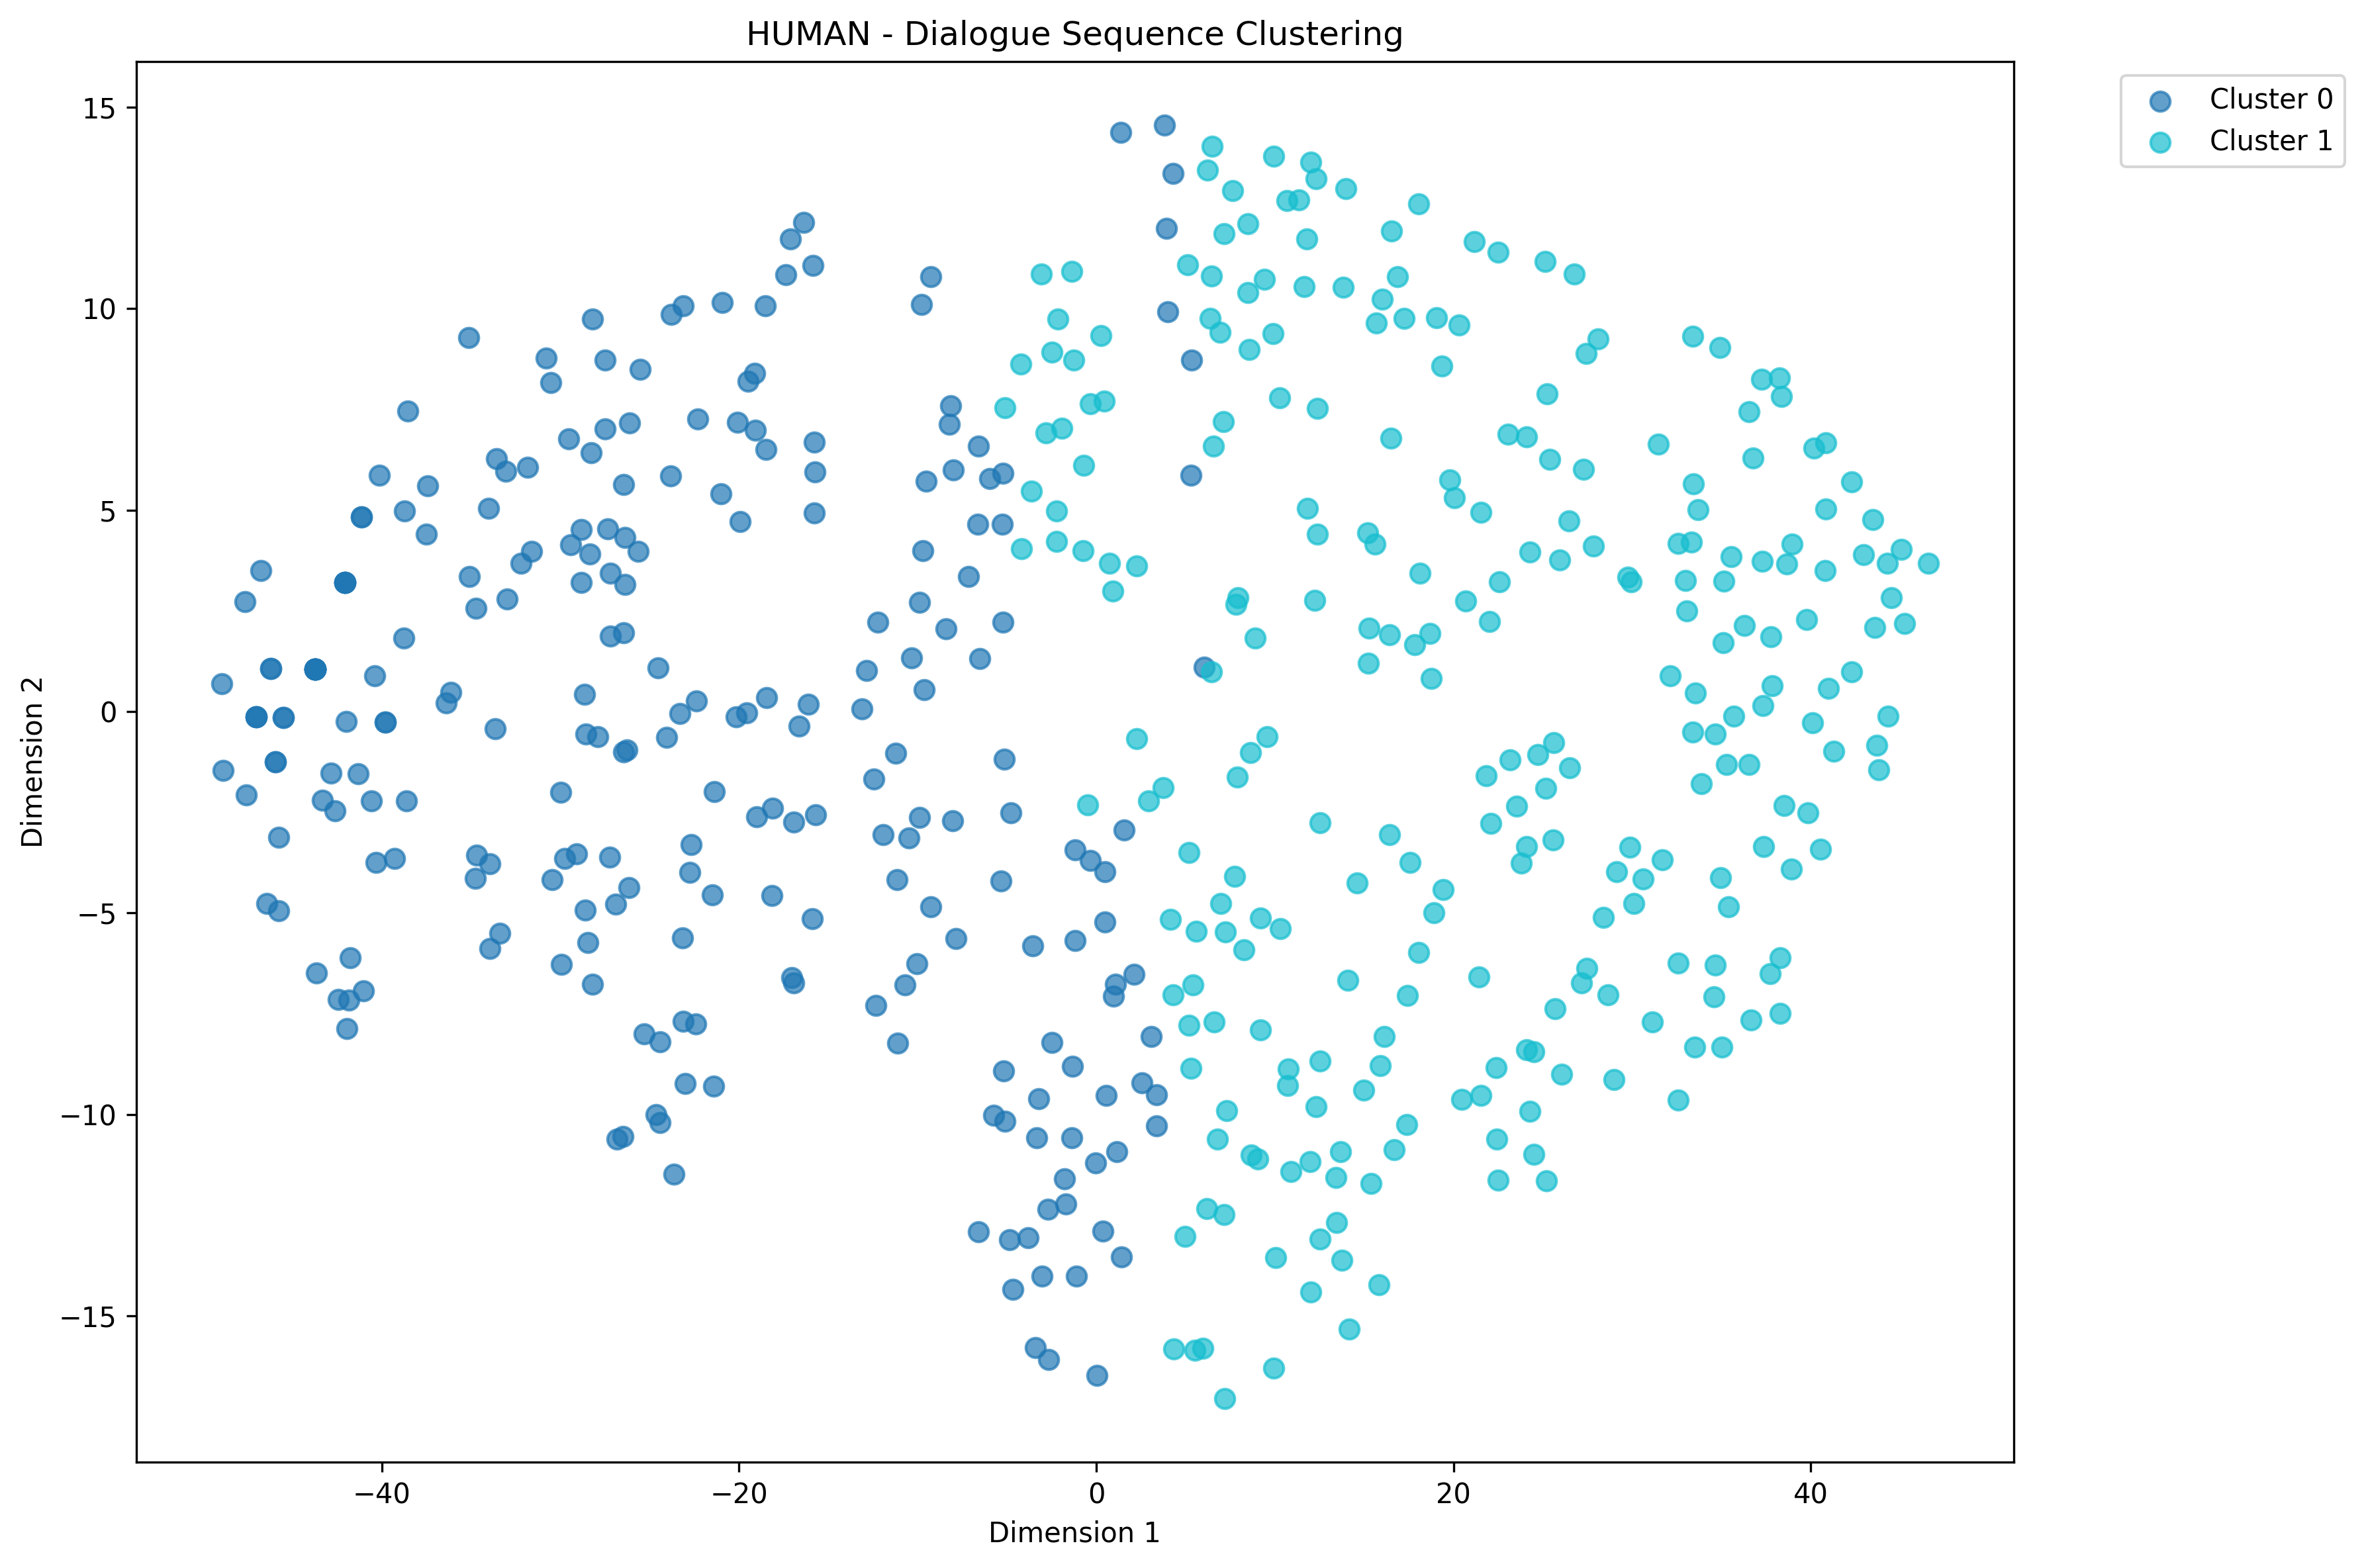 HUMAN - Dialogue Sequence Clustering
Cluster 0
Cluster 1
15
10
5
0
−5
−10
−15
Dimension 2
−40
−20
0
20
40
Dimension 1